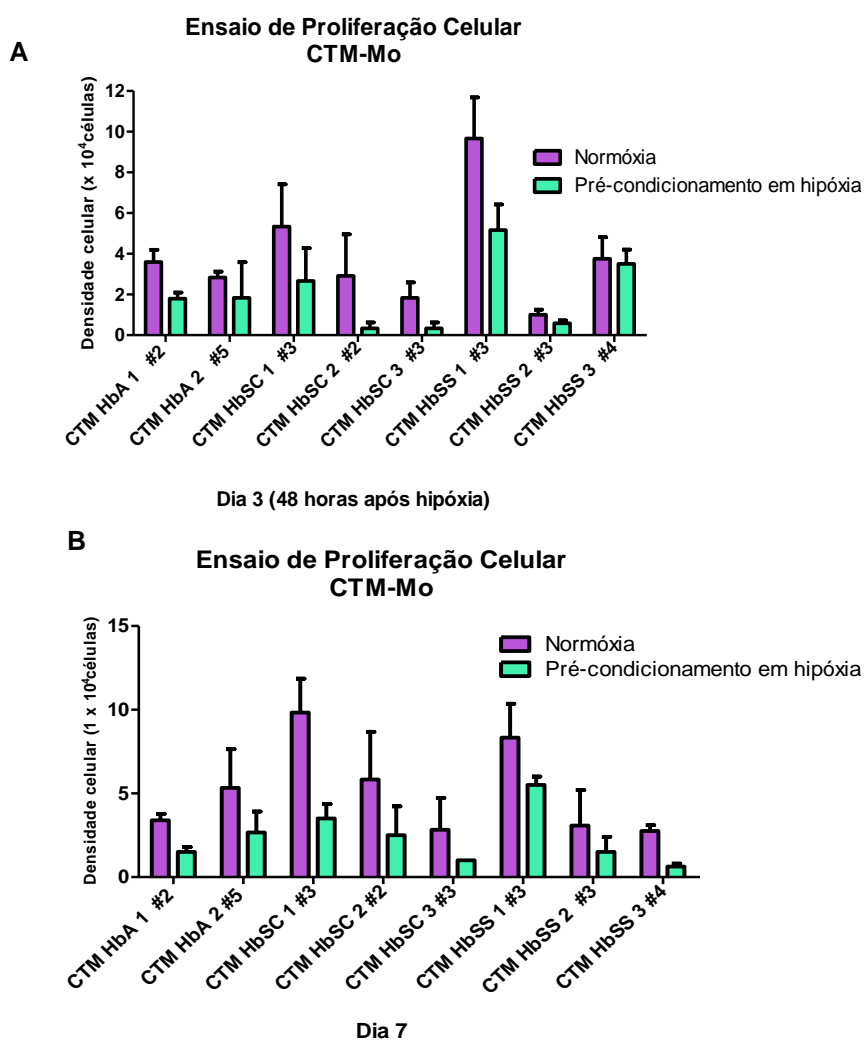 A
Ensaio de Proliferação Celular
CTM-Mo
Densidade celular (x 10⁴células)
12
10
8
6
4
2
0
Normóxia
Pré-condicionamento em hipóxia
CTM HbA 1 #2
CTM HbA 2 #5
CTM HbSC 1 #3
CTM HbSC 2 #2
CTM HbSC 3 #3
CTM HbSS 1 #3
CTM HbSS 2 #3
CTM HbSS 3 #4
Dia 3 (48 horas após hipóxia)
B
Ensaio de Proliferação Celular
CTM-Mo
Densidade celular (1 x 10⁴células)
15
10
5
0
Normóxia
Pré-condicionamento em hipóxia
CTM HbA 1 #2
CTM HbA 2 #5
CTM HbSC 1 #3
CTM HbSC 2 #2
CTM HbSC 3 #3
CTM HbSS 1 #3
CTM HbSS 2 #3
CTM HbSS 3 #4
Dia 7